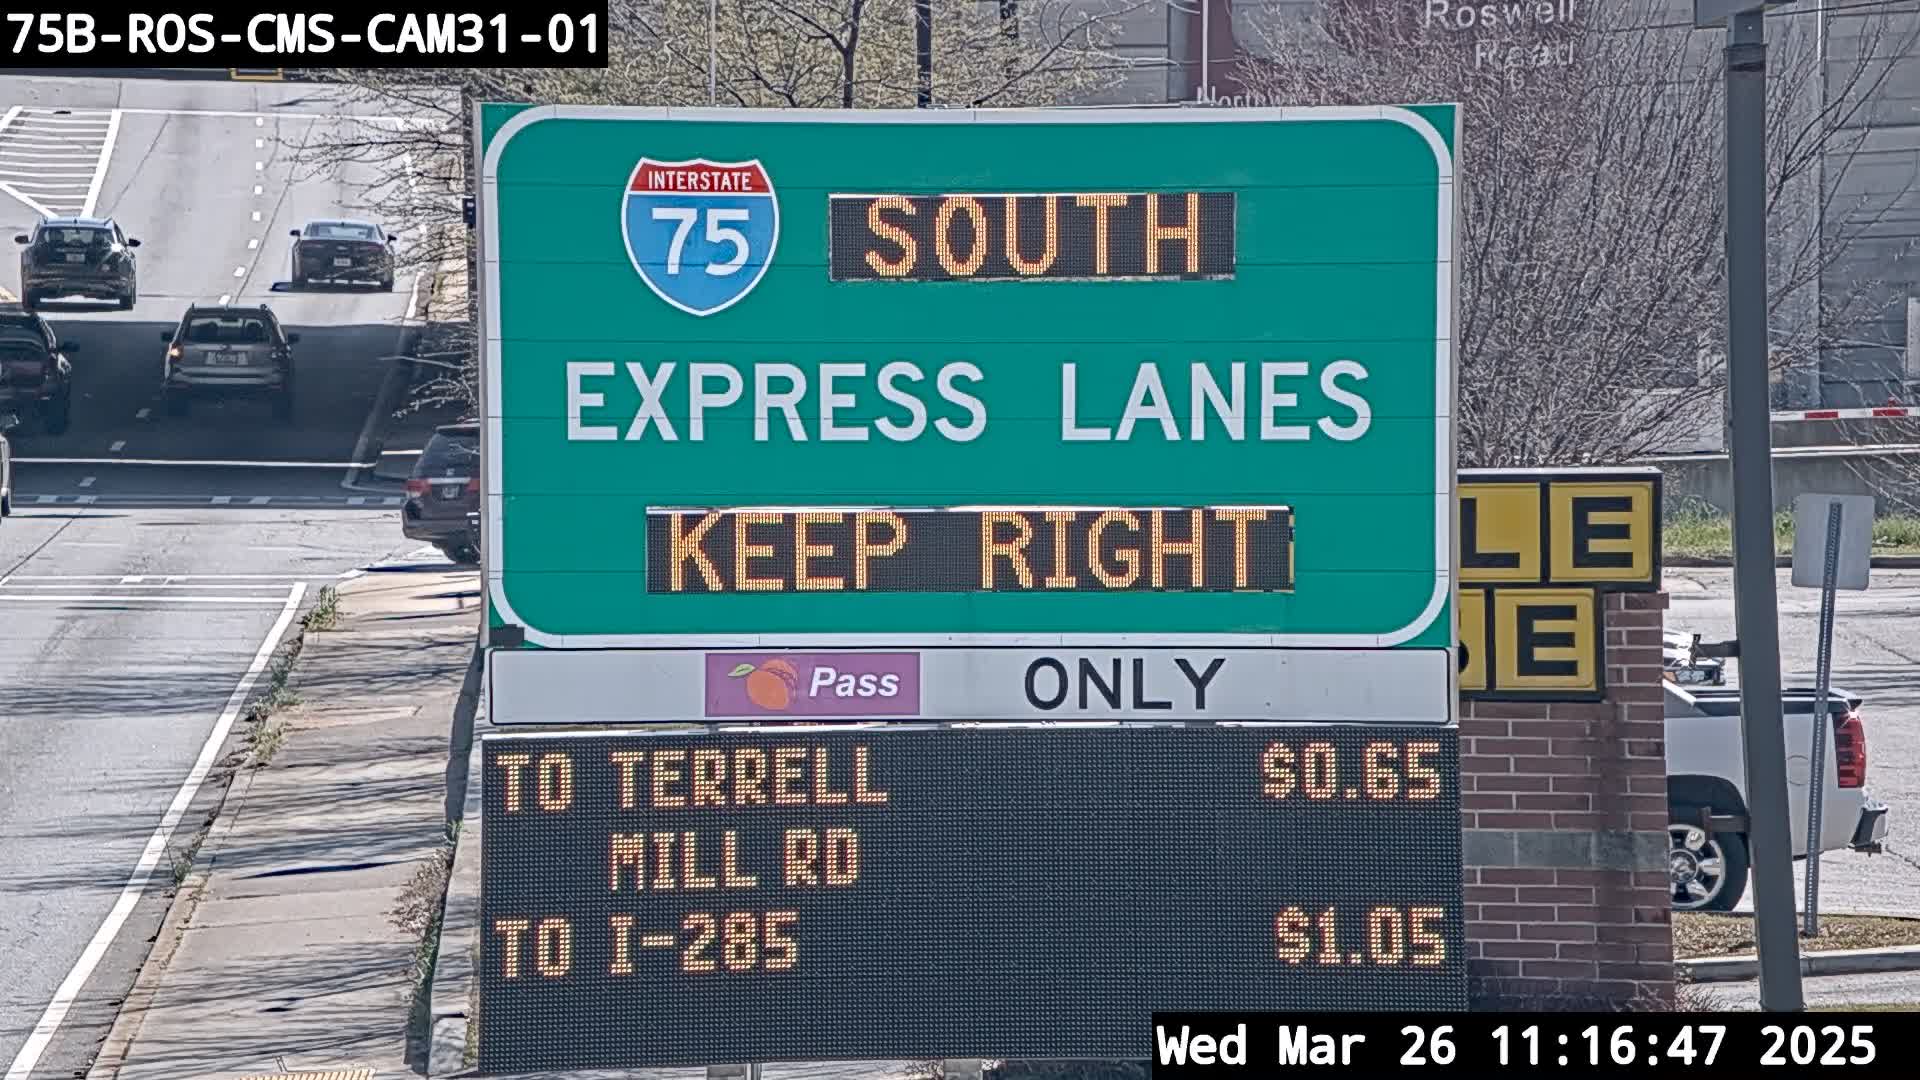 75B-ROS-CMS-CAM31-01
Roswell
Road
INTERSTATE
75
SOUTH
EXPRESS LANES
KEEP RIGHT
LE
E
Pass ONLY
TO TERRELL $0.65
MILL RD
TO I-285 $1.05
Wed Mar 26 11:16:47 2025